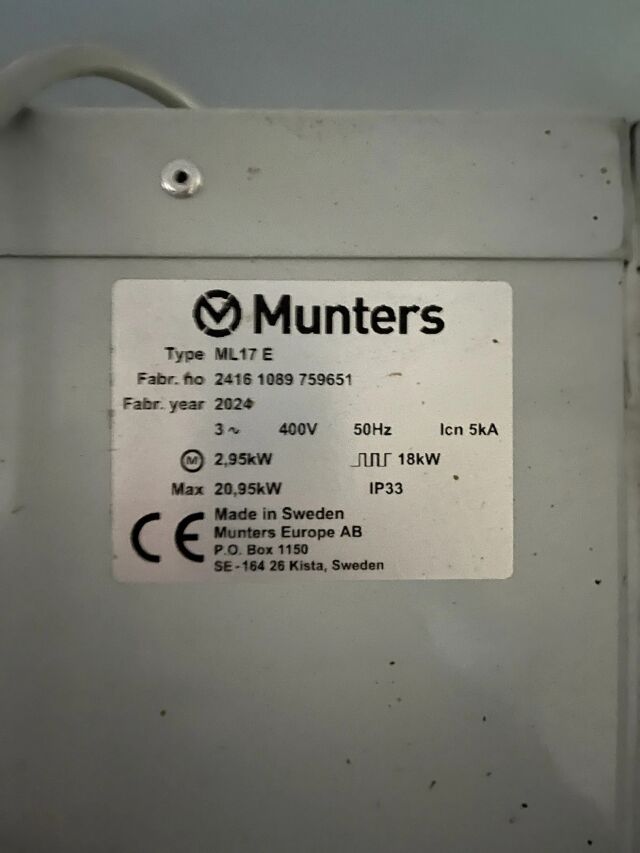 Munters
Type ML17 E
Fabr. no 2416 1089 759651
Fabr. year 2024
3~ 400V 50Hz Icn 5kA
M 2,95kW 18kW
Max 20,95kW IP33
CE
Made in Sweden
Munters Europe AB
P.O. Box 1150
SE-164 26 Kista, Sweden